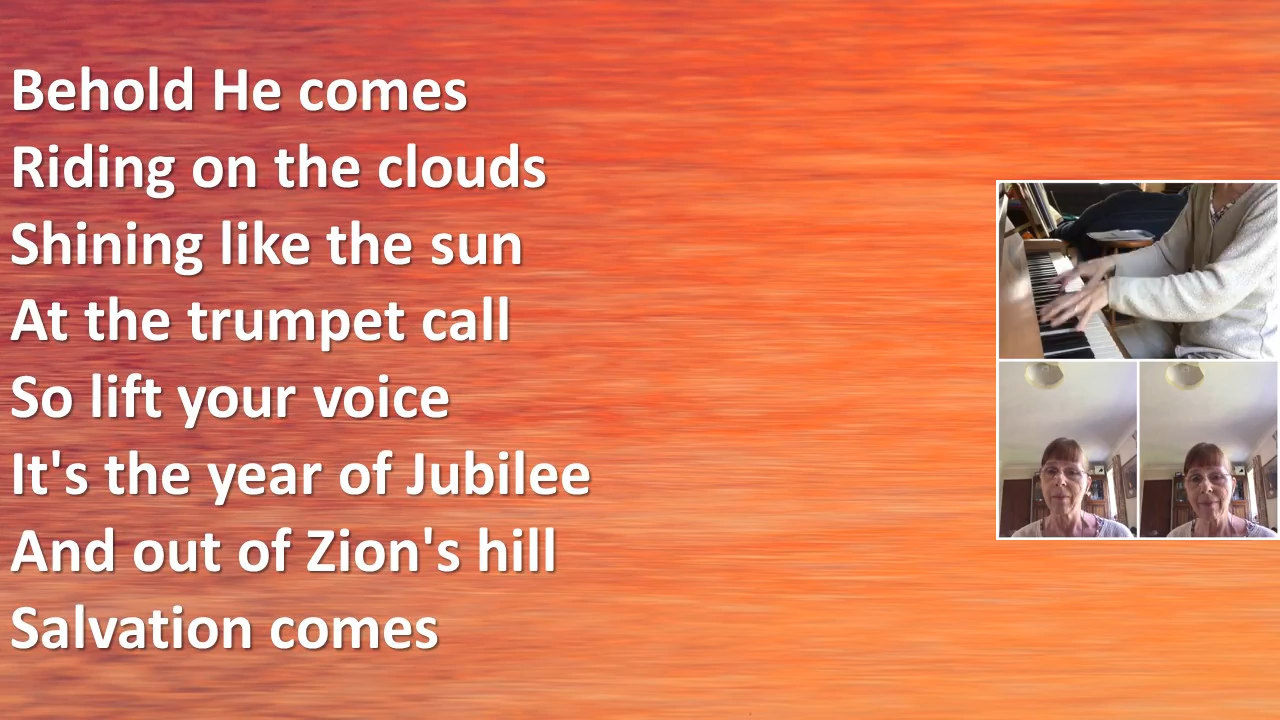 Behold He comes
Riding on the clouds
Shining like the sun
At the trumpet call
So lift your voice
It's the year of Jubilee
And out of Zion's hill
Salvation comes